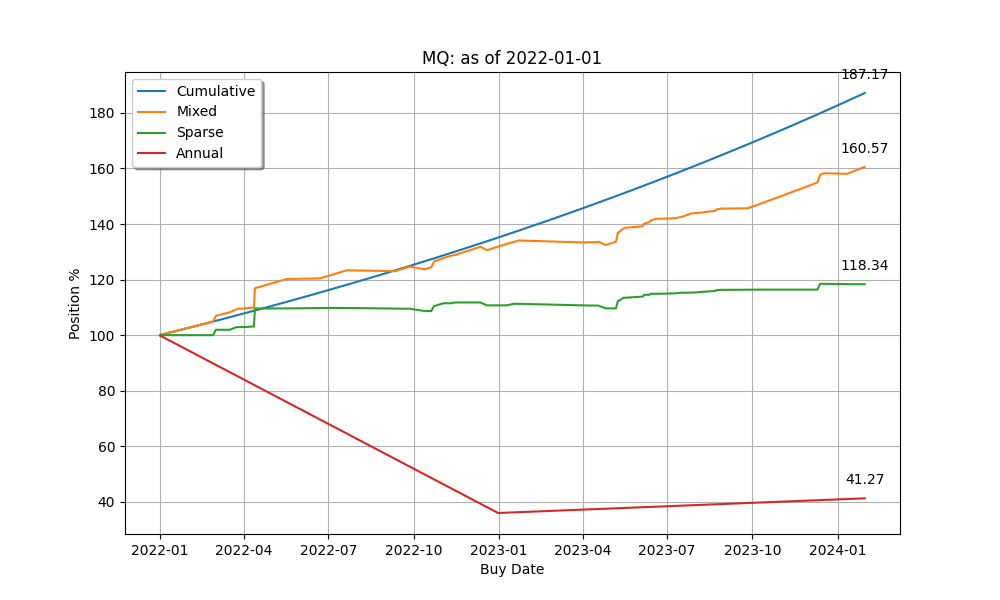 MQ: as of 2022-01-01
Cumulative
Mixed
Sparse
Annual
187.17
160.57
118.34
41.27
Position %
180
160
140
120
100
80
60
40
2022-01 2022-04 2022-07 2022-10 2023-01 2023-04 2023-07 2023-10 2024-01
Buy Date